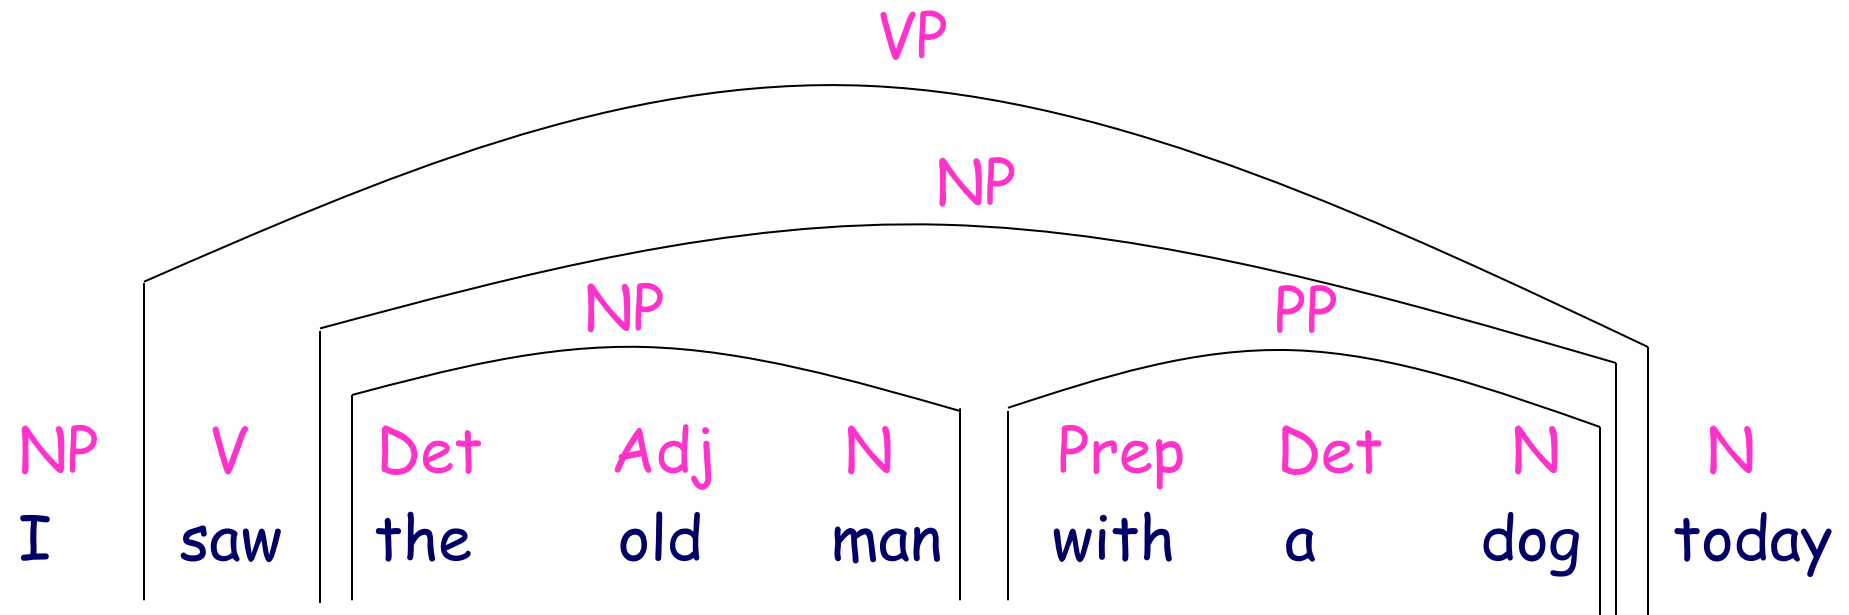 VP
NP
NP PP
NP V Det Adj N Prep Det N N
I saw the old man with a dog today